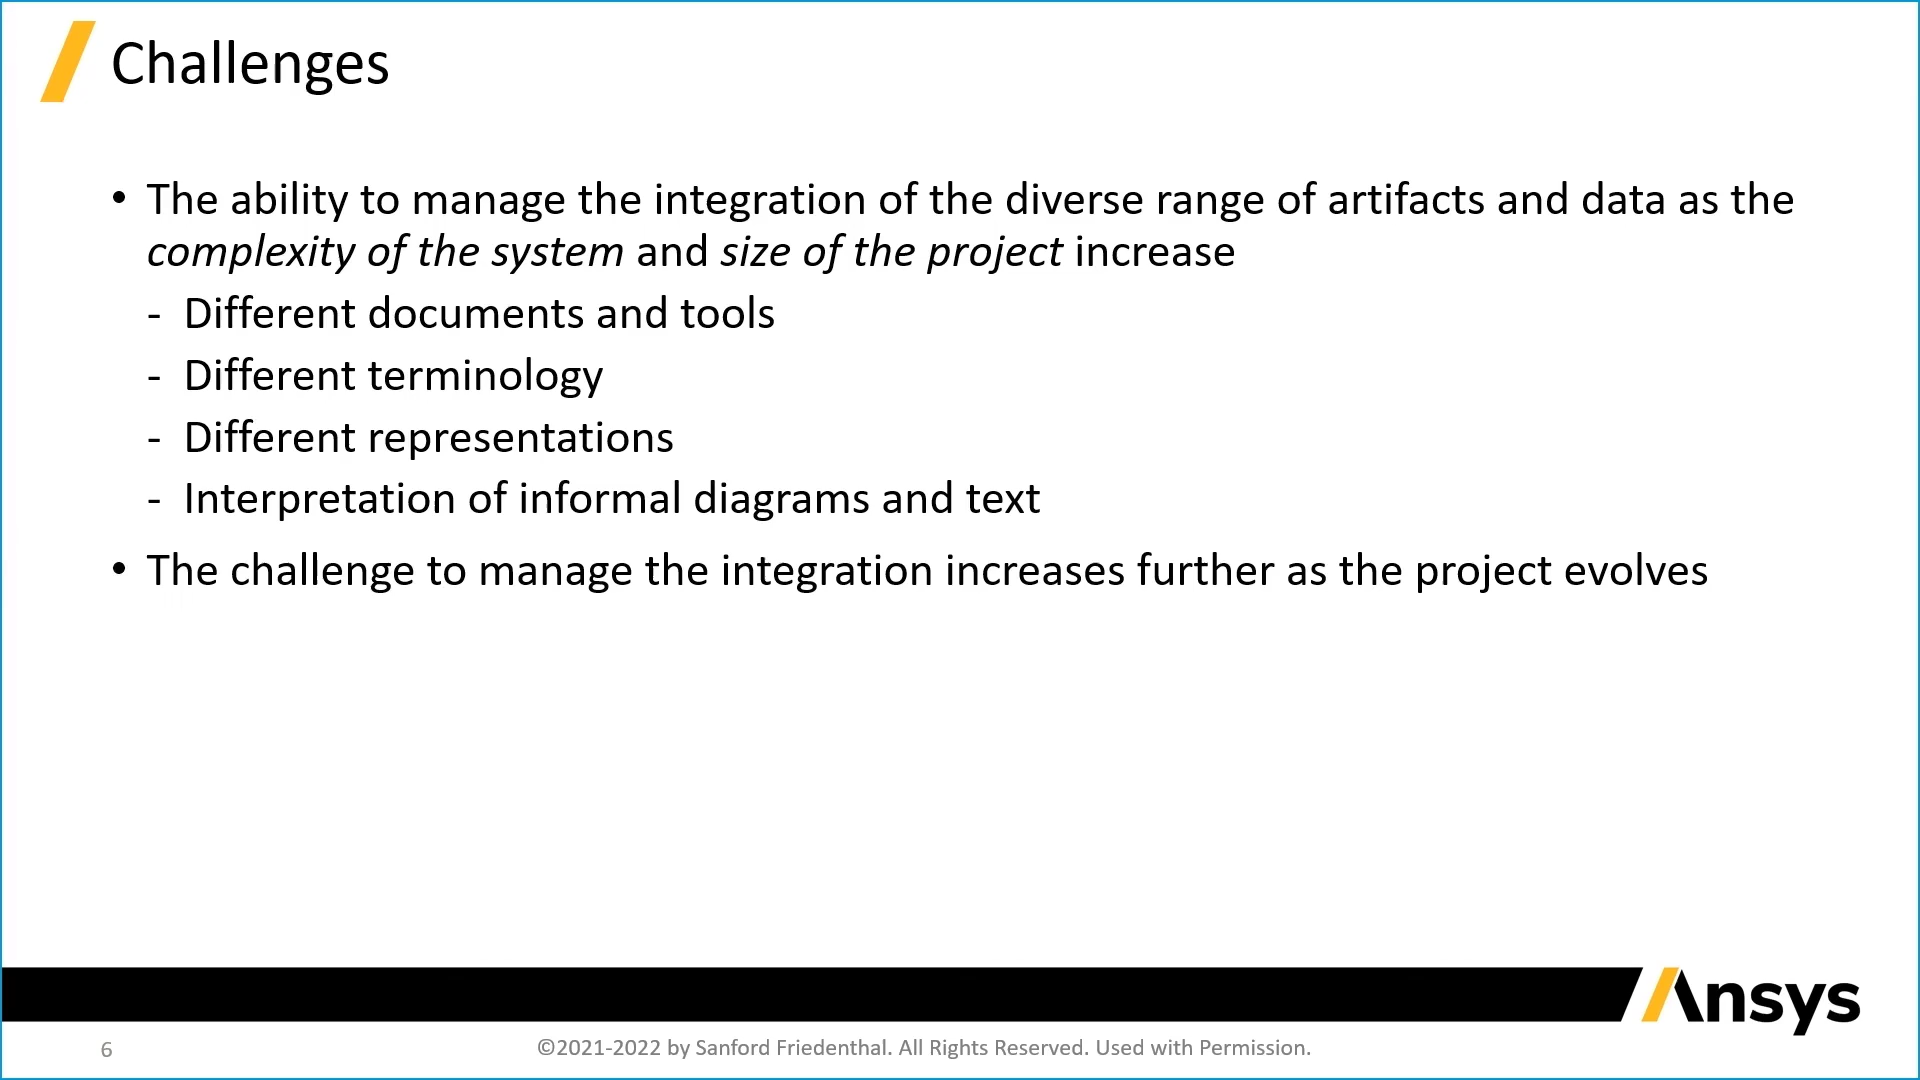 Challenges
• The ability to manage the integration of the diverse range of artifacts and data as the
complexity of the system and size of the project increase
- Different documents and tools
- Different terminology
- Different representations
- Interpretation of informal diagrams and text
• The challenge to manage the integration increases further as the project evolves
Ansys
6
©2021-2022 by Sanford Friedenthal. All Rights Reserved. Used with Permission.